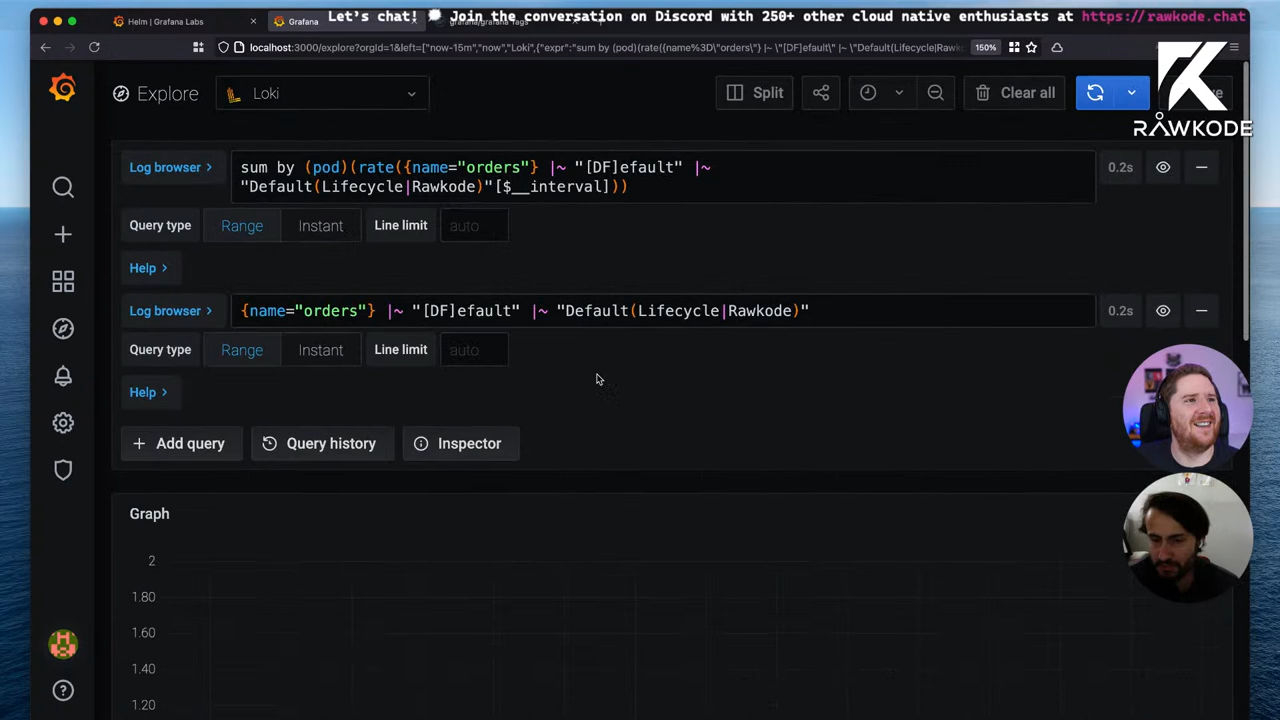 Let's chat! Join the conversation on Discord with 250+ other cloud native enthusiasts at https://rawkode.chat
Helm | Grafana Labs
Grafana
grafana/grafana Tags
localhost:3000/explore?orgId=1&left=["now-15m","now","Loki",{"expr":"sum by (pod)(rate({name%3D\"orders\"} |~ \"[DF]efault\" |~ \"Default(Lifecycle|Rawk
150%
Explore
Loki
Split
Clear all
RAWKODE
Log browser >
sum by (pod)(rate({name="orders"} |~ "[DF]efault" |~
"Default(Lifecycle|Rawkode)"[$__interval]))
0.2s
Query type
Range
Instant
Line limit
auto
Help >
Log browser >
{name="orders"} |~ "[DF]efault" |~ "Default(Lifecycle|Rawkode)"
0.2s
Query type
Range
Instant
Line limit
auto
Help >
+ Add query
Query history
Inspector
Graph
2
1.80
1.60
1.40
1.20